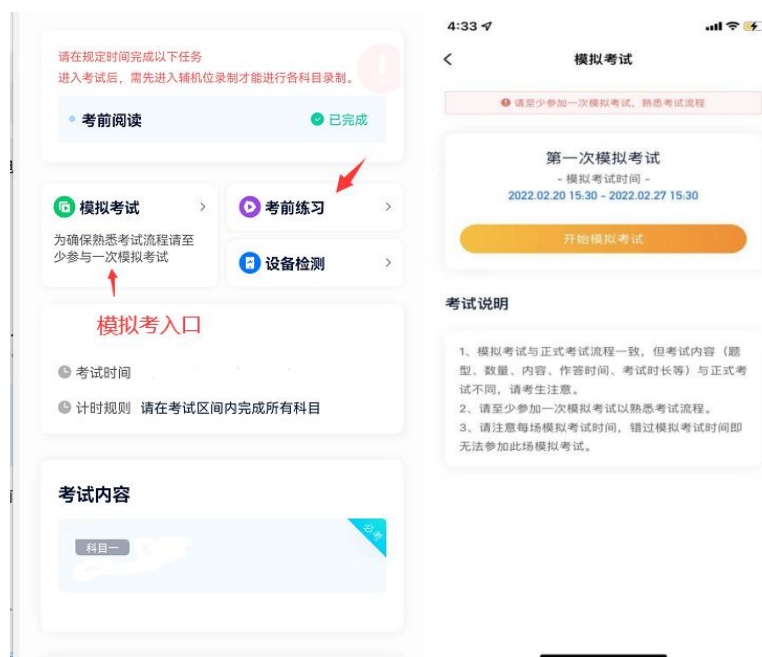 请在规定时间完成以下任务
进入考试后，需先进入辅机位录制才能进行各科目录制。
考前阅读
已完成
模拟考试
为确保熟悉考试流程请至
少参与一次模拟考试
考前练习
设备检测
模拟考入口
考试时间
计时规则 请在考试区间内完成所有科目
考试内容
科目一
必考
4:33
模拟考试
请至少参加一次模拟考试，熟悉考试流程
第一次模拟考试
- 模拟考试时间 -
2022.02.20 15:30 - 2022.02.27 15:30
开始模拟考试
考试说明
1、模拟考试与正式考试流程一致，但考试内容（题
型、数量、内容、作答时间、考试时长等）与正式考
试不同，请考生注意。
2、请至少参加一次模拟考试以熟悉考试流程。
3、请注意每场模拟考试时间，错过模拟考试时间即
无法参加此场模拟考试。